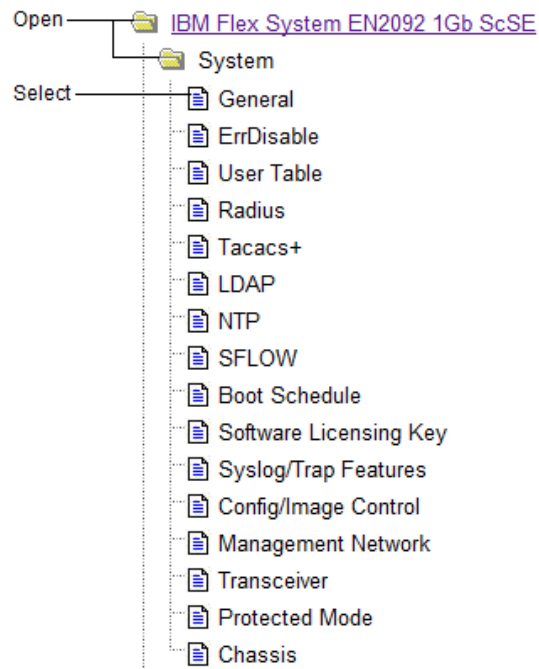 Open IBM Flex System EN2092 1Gb ScSE
System
Select General
ErrDisable
User Table
Radius
Tacacs+
LDAP
NTP
SFLOW
Boot Schedule
Software Licensing Key
Syslog/Trap Features
Config/Image Control
Management Network
Transceiver
Protected Mode
Chassis